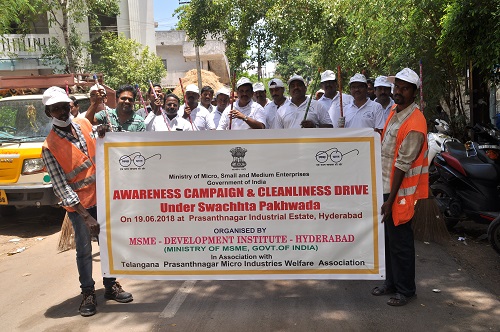 Ministry of Micro, Small and Medium Enterprises
Government of India
AWARENESS CAMPAIGN & CLEANLINESS DRIVE
Under Swachhta Pakhwada
On 19.06.2018 at Prasanthnagar Industrial Estate, Hyderabad
ORGANISED BY
MSME - DEVELOPMENT INSTITUTE - HYDERABAD
(MINISTRY OF MSME, GOVT.OF INDIA)
In Association with
Telangana Prasanthnagar Micro Industries Welfare Association